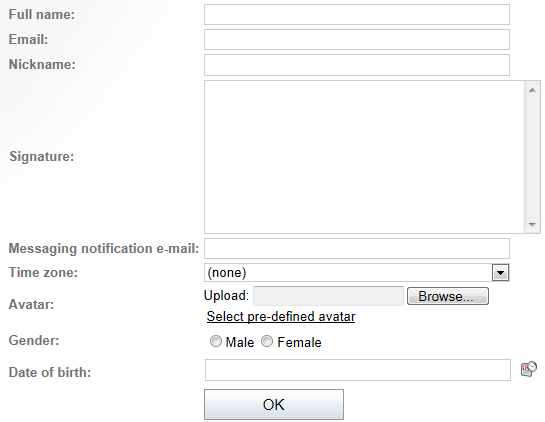 Full name:
Email:
Nickname:
Signature:
Messaging notification e-mail:
Time zone: (none)
Avatar: Upload: Browse...
Select pre-defined avatar
Gender: Male Female
Date of birth:
OK